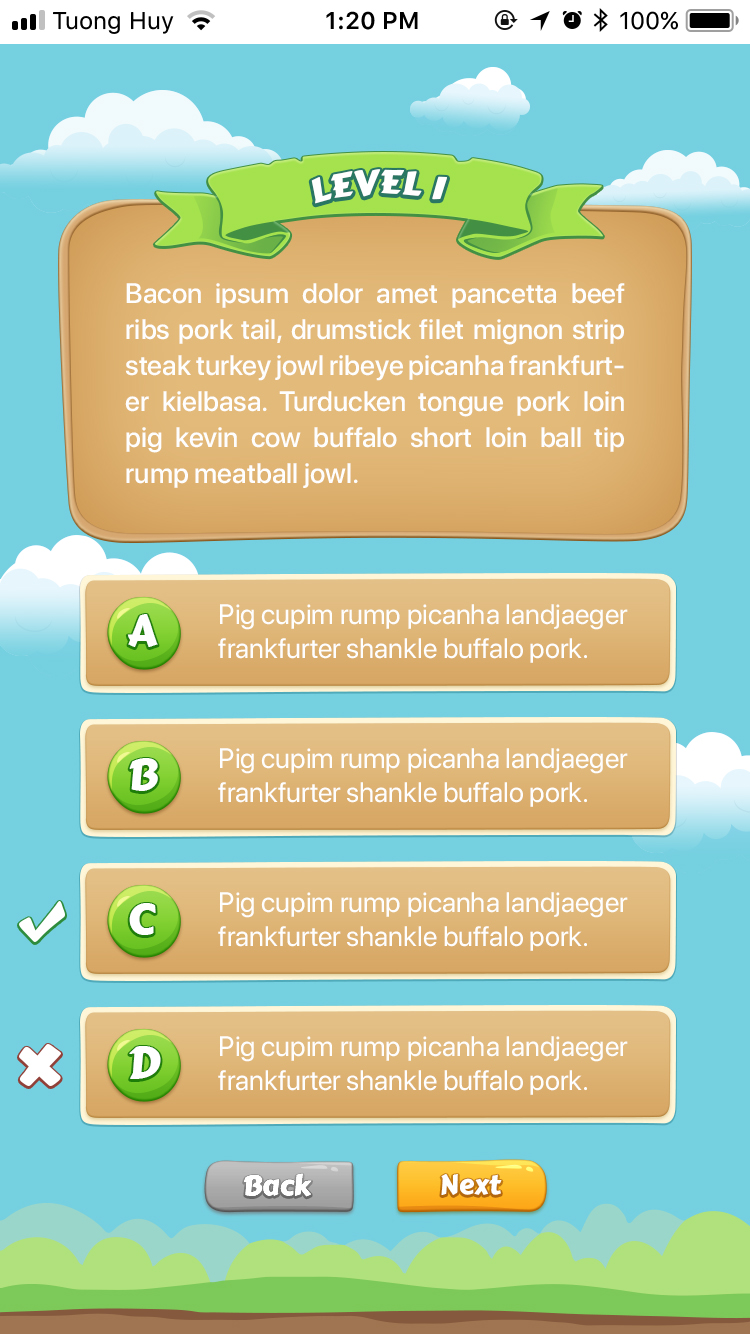 Tuong Huy 1:20 PM 100%
LEVEL 1
Bacon ipsum dolor amet pancetta beef
ribs pork tail, drumstick filet mignon strip
steak turkey jowl ribeye picanha frankfurt-
er kielbasa. Turducken tongue pork loin
pig kevin cow buffalo short loin ball tip
rump meatball jowl.
A Pig cupim rump picanha landjaeger
frankfurter shankle buffalo pork.
B Pig cupim rump picanha landjaeger
frankfurter shankle buffalo pork.
C Pig cupim rump picanha landjaeger
frankfurter shankle buffalo pork.
D Pig cupim rump picanha landjaeger
frankfurter shankle buffalo pork.
Back Next